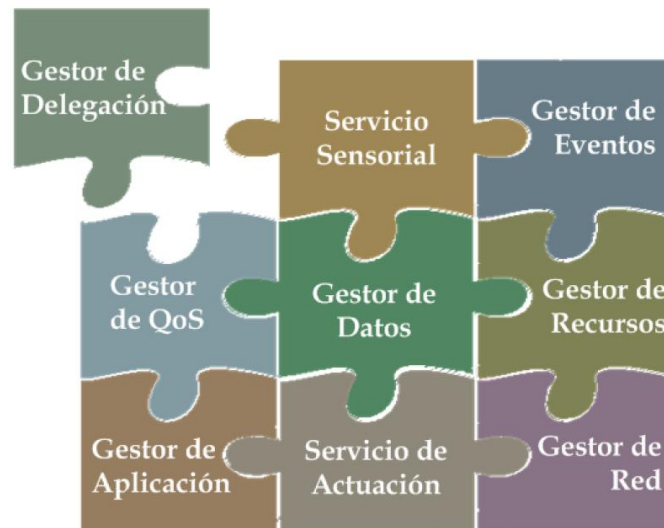 Gestor de
Delegación
Servicio
Sensorial
Gestor de
Eventos
Gestor
de QoS
Gestor de
Datos
Gestor de
Recursos
Gestor de
Aplicación
Servicio de
Actuación
Gestor de
Red